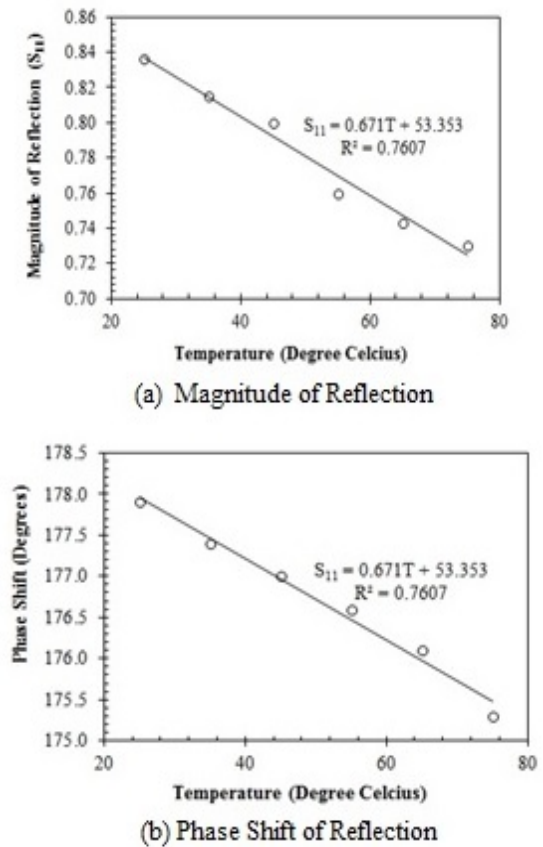 0.86
0.84
0.82
0.80
0.78
0.76
0.74
0.72
0.70
Magnitude of Reflection (S₁₁)
S₁₁ = 0.671T + 53.353
R² = 0.7607
20 40 60 80
Temperature (Degree Celcius)
(a) Magnitude of Reflection
178.5
178.0
177.5
177.0
176.5
176.0
175.5
175.0
Phase Shift (Degrees)
S₁₁ = 0.671T + 53.353
R² = 0.7607
20 40 60 80
Temperature (Degree Celcius)
(b) Phase Shift of Reflection